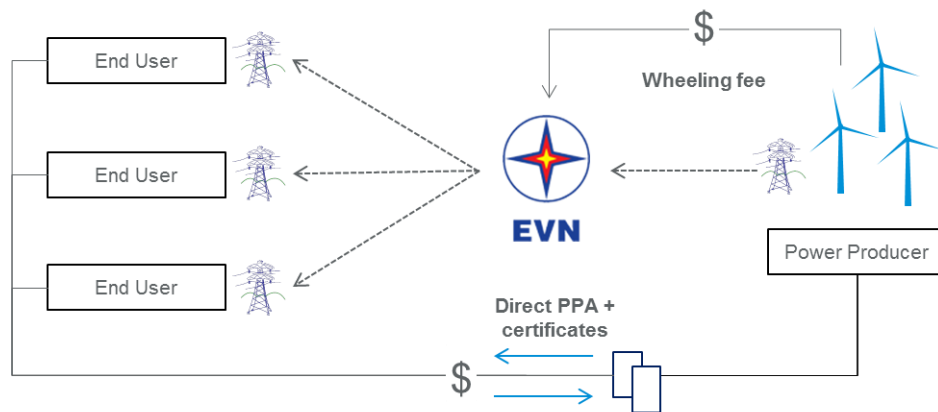 $
End User
Wheeling fee
End User
EVN
Power Producer
End User
Direct PPA +
certificates
$